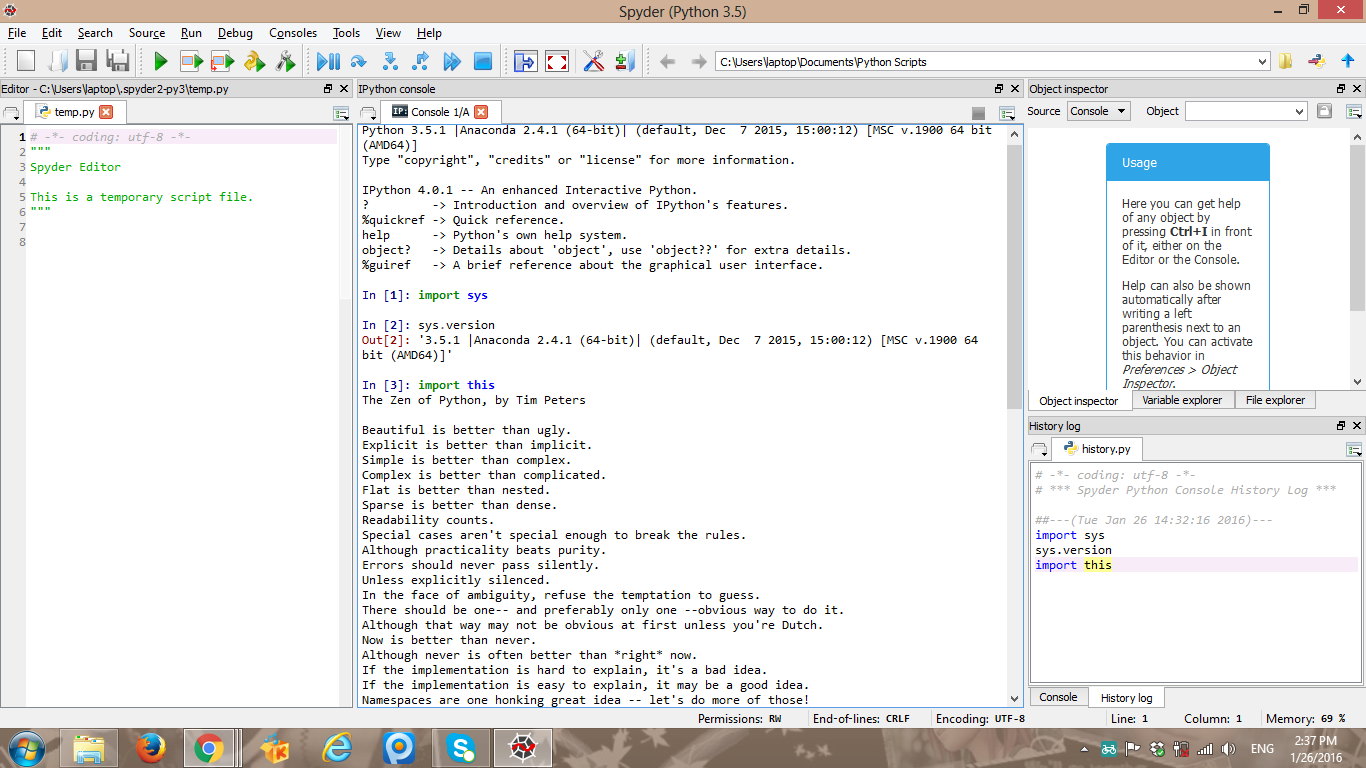 Spyder (Python 3.5)
File Edit Search Source Run Debug Consoles Tools View Help
C:\Users\laptop\Documents\Python Scripts
Editor - C:\Users\laptop\.spyder2-py3\temp.py
temp.py
1 # -*- coding: utf-8 -*-
2 """
3 Spyder Editor
4
5 This is a temporary script file.
6 """
7
8
IPython console
IP: Console 1/A
Python 3.5.1 |Anaconda 2.4.1 (64-bit)| (default, Dec  7 2015, 15:00:12) [MSC v.1900 64 bit
(AMD64)]
Type "copyright", "credits" or "license" for more information.
IPython 4.0.1 -- An enhanced Interactive Python.
?         -> Introduction and overview of IPython's features.
%quickref -> Quick reference.
help      -> Python's own help system.
object?   -> Details about 'object', use 'object??' for extra details.
%guiref   -> A brief reference about the graphical user interface.
In [1]: import sys
In [2]: sys.version
Out[2]: '3.5.1 |Anaconda 2.4.1 (64-bit)| (default, Dec  7 2015, 15:00:12) [MSC v.1900 64
bit (AMD64)]'
In [3]: import this
The Zen of Python, by Tim Peters
Beautiful is better than ugly.
Explicit is better than implicit.
Simple is better than complex.
Complex is better than complicated.
Flat is better than nested.
Sparse is better than dense.
Readability counts.
Special cases aren't special enough to break the rules.
Although practicality beats purity.
Errors should never pass silently.
Unless explicitly silenced.
In the face of ambiguity, refuse the temptation to guess.
There should be one-- and preferably only one --obvious way to do it.
Although that way may not be obvious at first unless you're Dutch.
Now is better than never.
Although never is often better than *right* now.
If the implementation is hard to explain, it's a bad idea.
If the implementation is easy to explain, it may be a good idea.
Namespaces are one honking great idea -- let's do more of those!
Object inspector
Source Console Object
Usage
Here you can get help
of any object by
pressing Ctrl+I in front
of it, either on the
Editor or the Console.
Help can also be shown
automatically after
writing a left
parenthesis next to an
object. You can activate
this behavior in
Preferences > Object
Inspector.
Object inspector Variable explorer File explorer
History log
history.py
# -*- coding: utf-8 -*-
# *** Spyder Python Console History Log ***
##---(Tue Jan 26 14:32:16 2016)---
import sys
sys.version
import this
Console History log
Permissions: RW End-of-lines: CRLF Encoding: UTF-8 Line: 1 Column: 1 Memory: 69 %
ENG
2:37 PM
1/26/2016